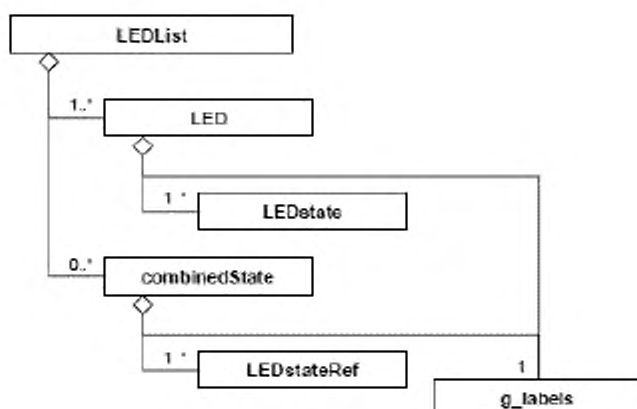 LEDList
1..*
LED
1 *
LEDstate
0..*
combinedState
1 *
LEDstateRef
1
g_labels